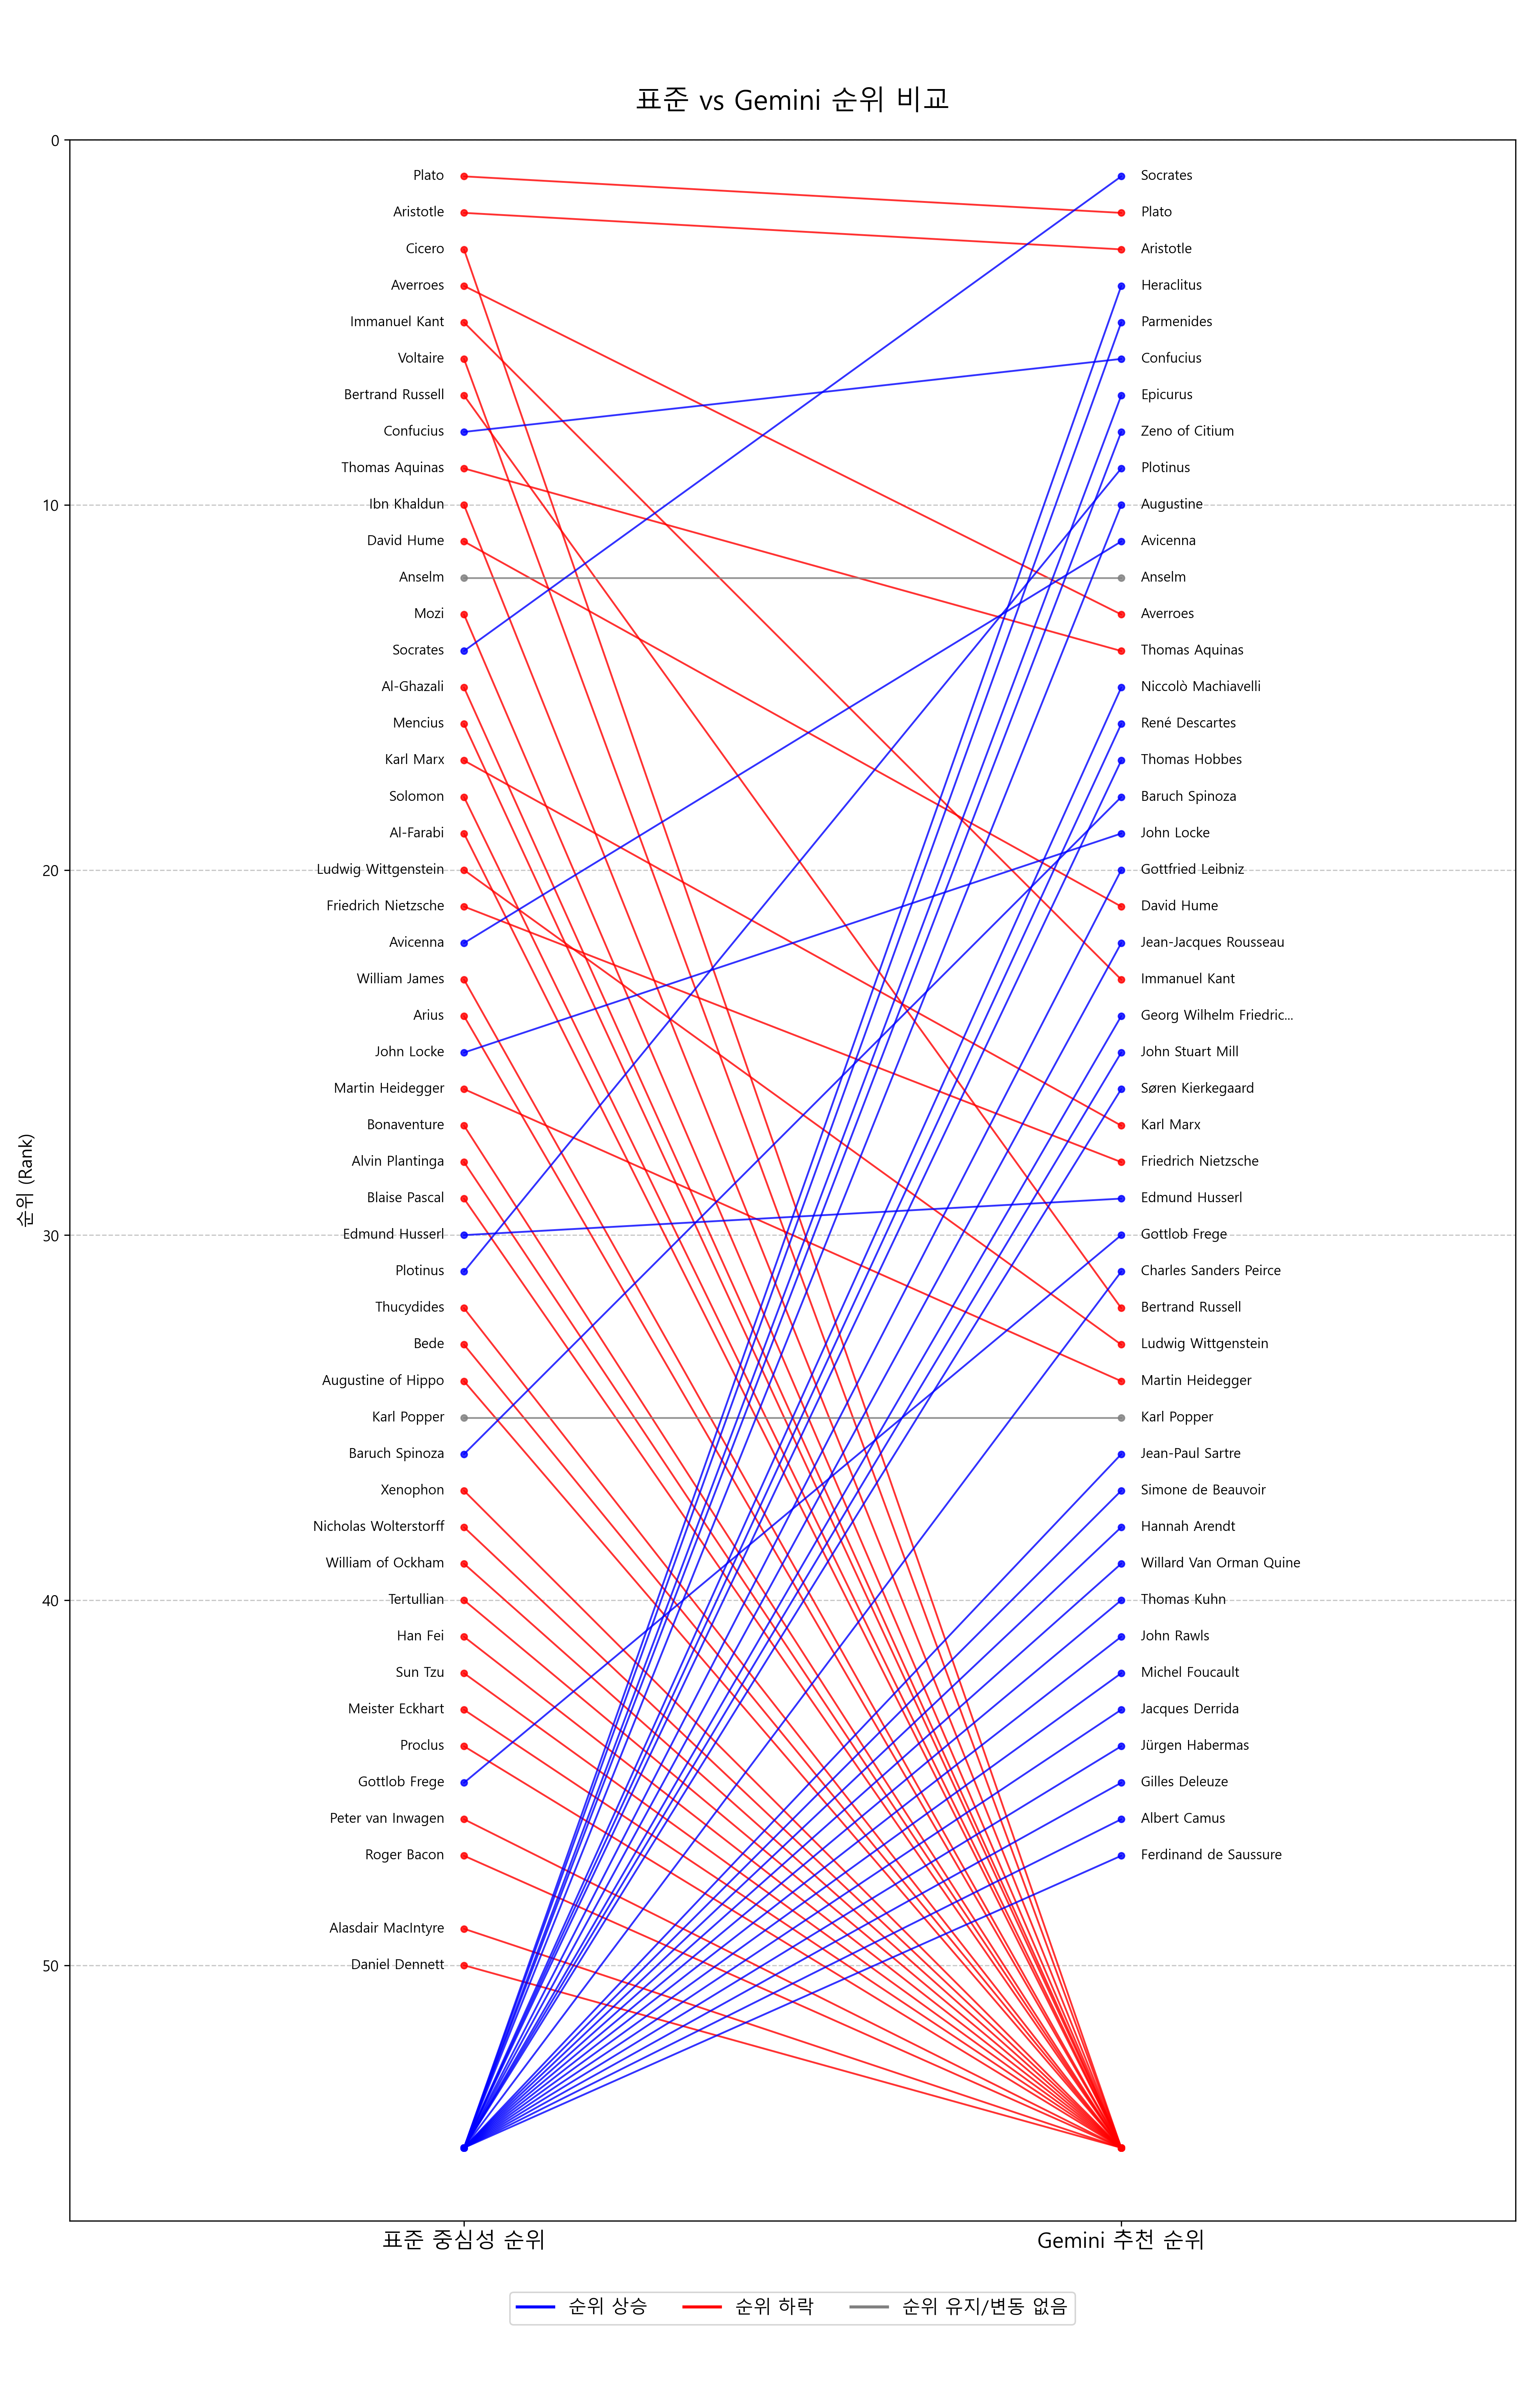 표준 vs Gemini 순위 비교
0
10
20
30
40
50
순위 (Rank)
Plato
Aristotle
Cicero
Averroes
Immanuel Kant
Voltaire
Bertrand Russell
Confucius
Thomas Aquinas
Ibn Khaldun
David Hume
Anselm
Mozi
Socrates
Al-Ghazali
Mencius
Karl Marx
Solomon
Al-Farabi
Ludwig Wittgenstein
Friedrich Nietzsche
Avicenna
William James
Arius
John Locke
Martin Heidegger
Bonaventure
Alvin Plantinga
Blaise Pascal
Edmund Husserl
Plotinus
Thucydides
Bede
Augustine of Hippo
Karl Popper
Baruch Spinoza
Xenophon
Nicholas Wolterstorff
William of Ockham
Tertullian
Han Fei
Sun Tzu
Meister Eckhart
Proclus
Gottlob Frege
Peter van Inwagen
Roger Bacon
Alasdair MacIntyre
Daniel Dennett
Socrates
Plato
Aristotle
Heraclitus
Parmenides
Confucius
Epicurus
Zeno of Citium
Plotinus
Augustine
Avicenna
Anselm
Averroes
Thomas Aquinas
Niccolò Machiavelli
René Descartes
Thomas Hobbes
Baruch Spinoza
John Locke
Gottfried Leibniz
David Hume
Jean-Jacques Rousseau
Immanuel Kant
Georg Wilhelm Friedric...
John Stuart Mill
Søren Kierkegaard
Karl Marx
Friedrich Nietzsche
Edmund Husserl
Gottlob Frege
Charles Sanders Peirce
Bertrand Russell
Ludwig Wittgenstein
Martin Heidegger
Karl Popper
Jean-Paul Sartre
Simone de Beauvoir
Hannah Arendt
Willard Van Orman Quine
Thomas Kuhn
John Rawls
Michel Foucault
Jacques Derrida
Jürgen Habermas
Gilles Deleuze
Albert Camus
Ferdinand de Saussure
표준 중심성 순위
Gemini 추천 순위
순위 상승
순위 하락
순위 유지/변동 없음